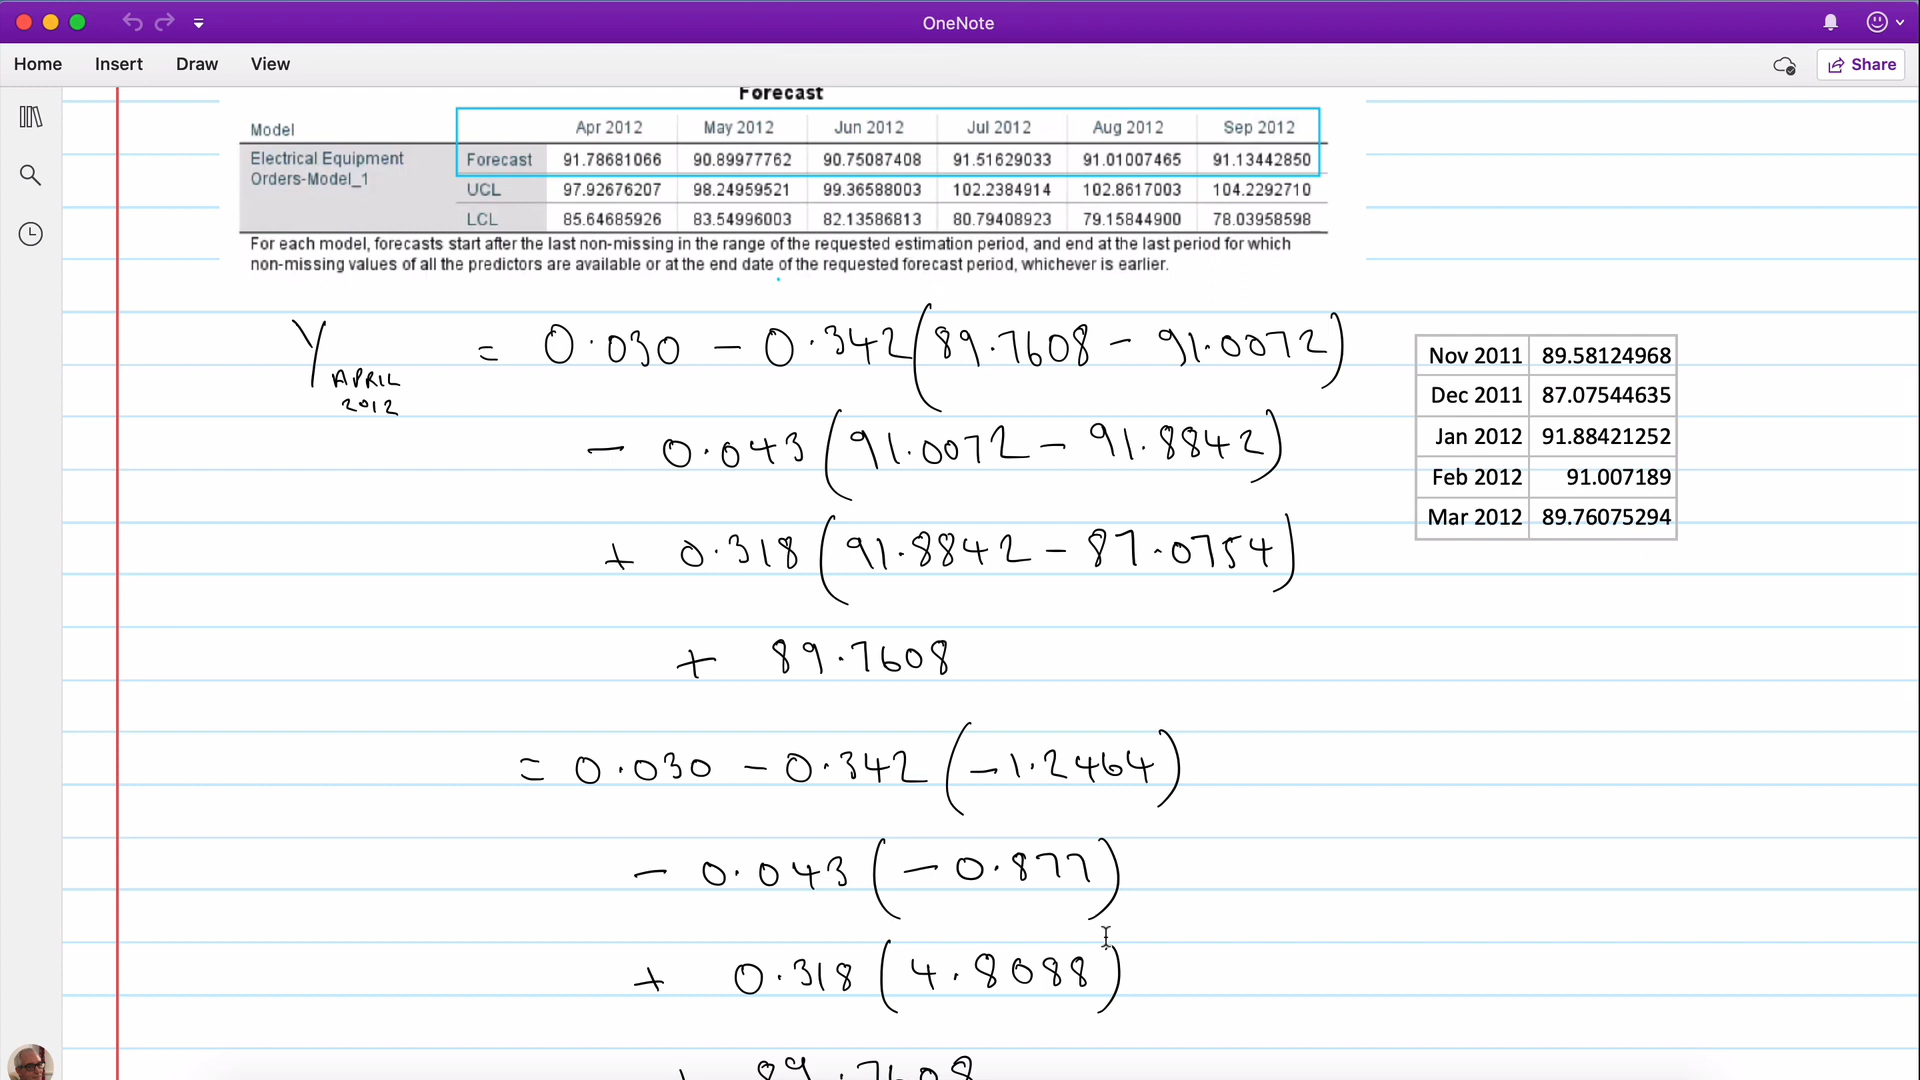 OneNote
Home Insert Draw View Share
Forecast
Model Apr 2012 May 2012 Jun 2012 Jul 2012 Aug 2012 Sep 2012
Electrical Equipment Orders-Model_1 Forecast 91.78681066 90.89977762 90.75087408 91.51629033 91.01007465 91.13442850
UCL 97.92676207 98.24959521 99.36588003 102.2384914 102.8617003 104.2292710
LCL 85.64685926 83.54996003 82.13586813 80.79408923 79.15844900 78.03958598
For each model, forecasts start after the last non-missing in the range of the requested estimation period, and end at the last period for which
non-missing values of all the predictors are available or at the end date of the requested forecast period, whichever is earlier.
Y APRIL 2012 = 0.030 - 0.342 (89.7608 - 91.0072)
- 0.043 (91.0072 - 91.8842)
+ 0.318 (91.8842 - 87.0754)
+ 89.7608
= 0.030 - 0.342 (-1.2464)
- 0.043 (-0.877)
+ 0.318 (4.8088)
+ 89.7608
Nov 2011 89.58124968
Dec 2011 87.07544635
Jan 2012 91.88421252
Feb 2012 91.007189
Mar 2012 89.76075294